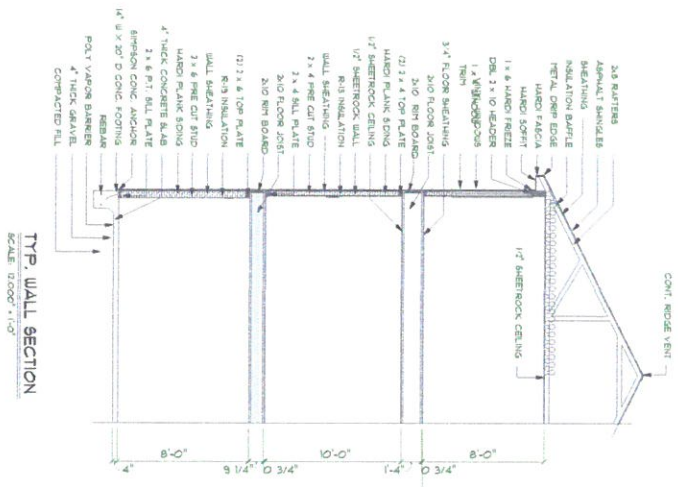 CONT. RIDGE VENT
2x8 RAFTERS
ASPHALT SHINGLES
SHEATHING
INSULATION BAFFLE
METAL DRIP EDGE
HARDI FASCIA
HARDI SOFFIT
1 x 6 HARDI FRIEZE
DBL 2 x 10 HEADER
1 x
TRIM
3/4" FLOOR SHEATHING
2x10 FLOOR JOIST
2x10 RIM BOARD
(2) 2 x 4 TOP PLATE
HARDI PLANK SIDING
1/2" SHEETROCK CEILING
1/2" SHEETROCK WALL
R-13 INSULATION
WALL SHEATHING
2 x 4 PRE CUT STUD
2 x 4 SILL PLATE
2x10 FLOOR JOIST
2x10 RIM BOARD
(2) 2 x 6 TOP PLATE
R-19 INSULATION
WALL SHEATHING
2 x 6 PRE CUT STUD
HARDI PLANK SIDING
4" THICK CONCRETE SLAB
2 x 6 P.T. SILL PLATE
SIMPSON CONC. ANCHOR
14" W x 20" D CONC. FOOTING
REBAR
POLY VAPOR BARRIER
4" THICK GRAVEL
COMPACTED FILL
1/2" SHEETROCK CEILING
8'-0"
0 3/4"
1'-4"
10'-0"
0 3/4"
9 1/4"
8'-0"
4"
TYP. WALL SECTION
SCALE: 12.000" = 1'-0"